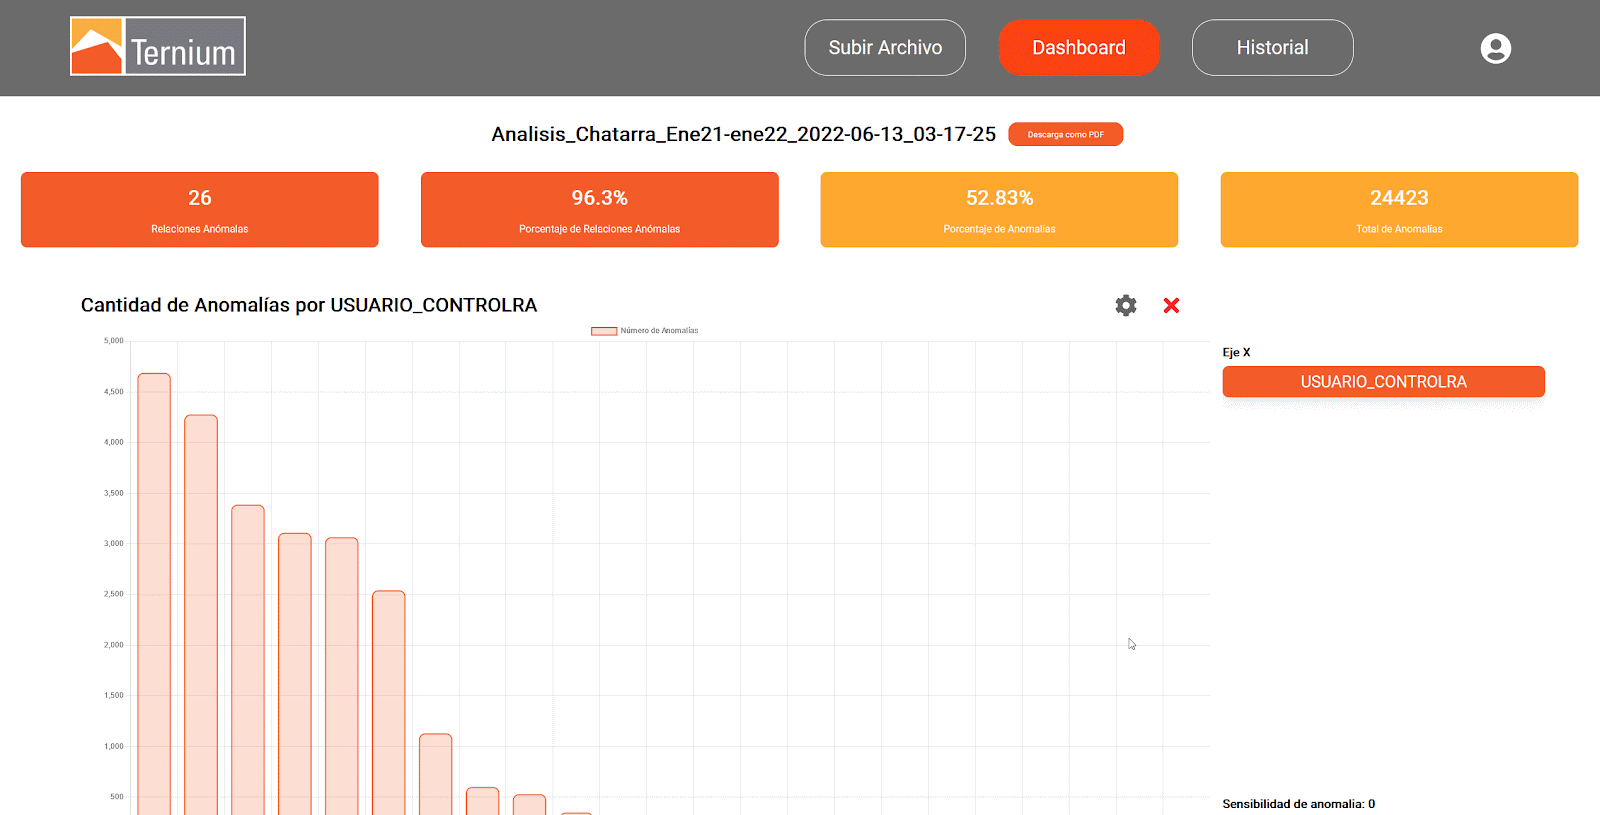 Ternium
Subir Archivo
Dashboard
Historial
Analisis_Chatarra_Ene21-ene22_2022-06-13_03-17-25
Descarga como PDF
26
Relaciones Anómalas
96.3%
Porcentaje de Relaciones Anómalas
52.83%
Porcentaje de Anomalías
24423
Total de Anomalías
Cantidad de Anomalías por USUARIO_CONTROLRA
Número de Anomalías
5,000
4,500
4,000
3,500
3,000
2,500
2,000
1,500
1,000
500
Eje X
USUARIO_CONTROLRA
Sensibilidad de anomalia: 0